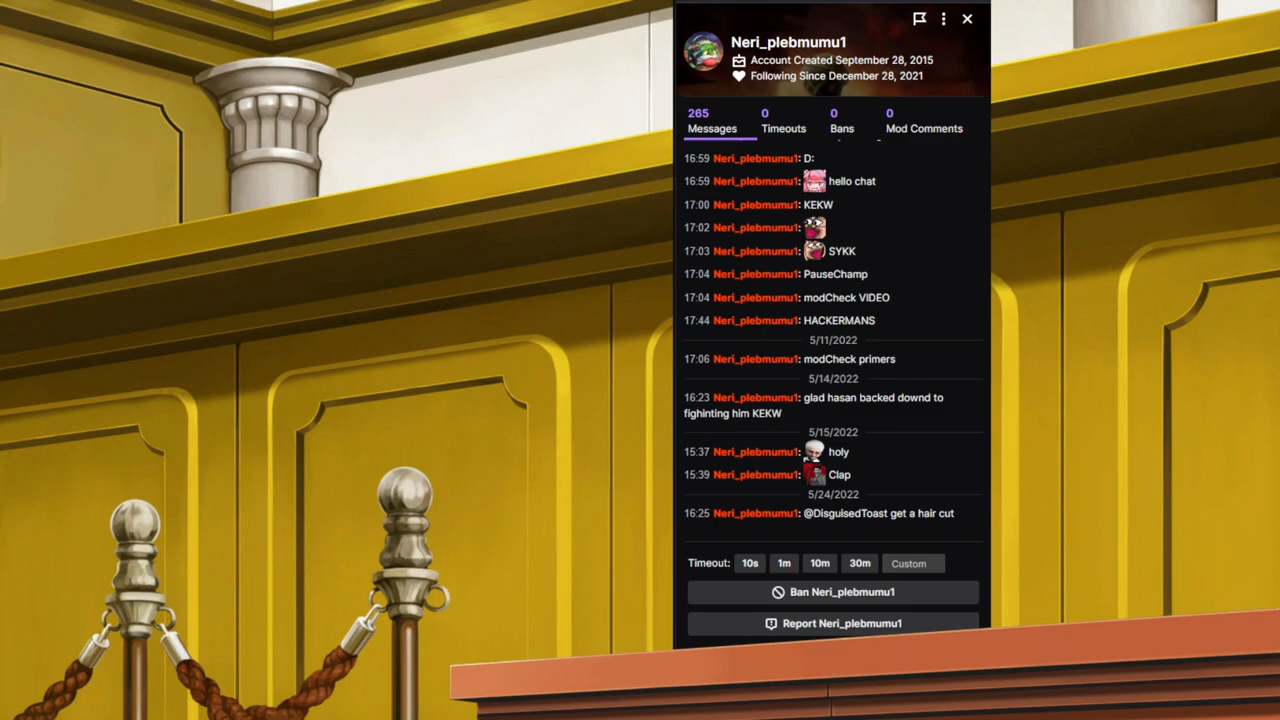 Neri_plebmumu1
Account Created September 28, 2015
Following Since December 28, 2021
265 0 0 0
Messages Timeouts Bans Mod Comments
16:59 Neri_plebmumu1: D:
16:59 Neri_plebmumu1: hello chat
17:00 Neri_plebmumu1: KEKW
17:02 Neri_plebmumu1:
17:03 Neri_plebmumu1: SYKK
17:04 Neri_plebmumu1: PauseChamp
17:04 Neri_plebmumu1: modCheck VIDEO
17:44 Neri_plebmumu1: HACKERMANS
5/11/2022
17:06 Neri_plebmumu1: modCheck primers
5/14/2022
16:23 Neri_plebmumu1: glad hasan backed downd to
fighinting him KEKW
5/15/2022
15:37 Neri_plebmumu1: holy
15:39 Neri_plebmumu1: Clap
5/24/2022
16:25 Neri_plebmumu1: @DisguisedToast get a hair cut
Timeout: 10s 1m 10m 30m Custom
Ban Neri_plebmumu1
Report Neri_plebmumu1